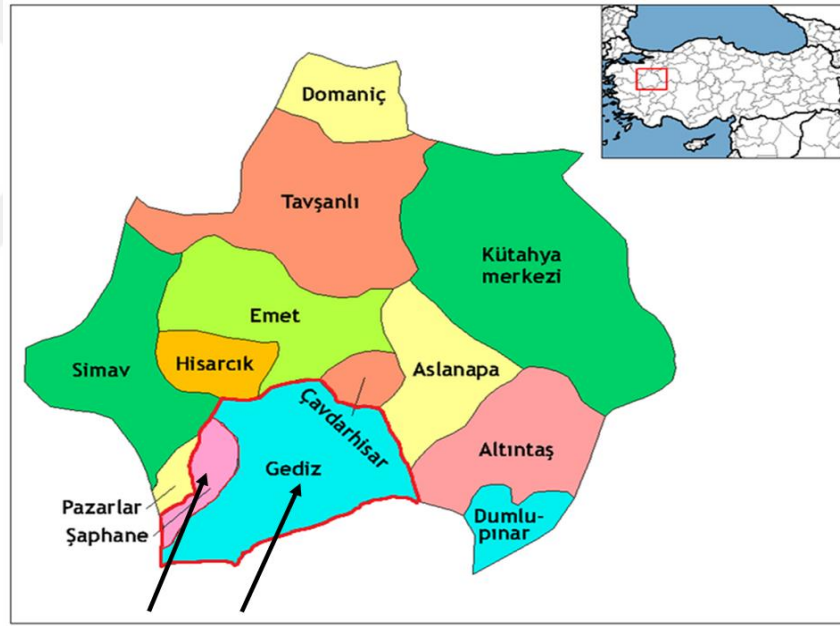 Domaniç
Tavşanlı
Kütahya
merkezi
Emet
Simav
Hisarcık
Aslanapa
Çavdarhisar
Gediz
Altıntaş
Pazarlar
Şaphane
Dumlu-
pınar